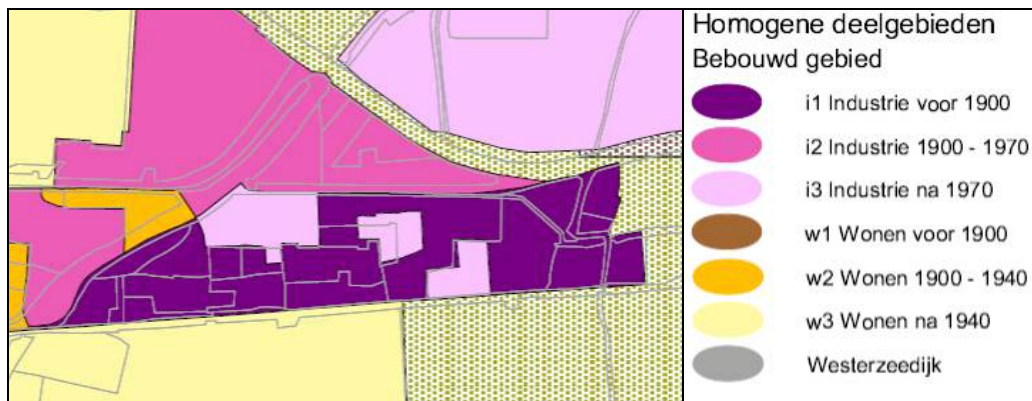 Homogene deelgebieden
Bebouwd gebied
i1 Industrie voor 1900
i2 Industrie 1900 - 1970
i3 Industrie na 1970
w1 Wonen voor 1900
w2 Wonen 1900 - 1940
w3 Wonen na 1940
Westerzeedijk